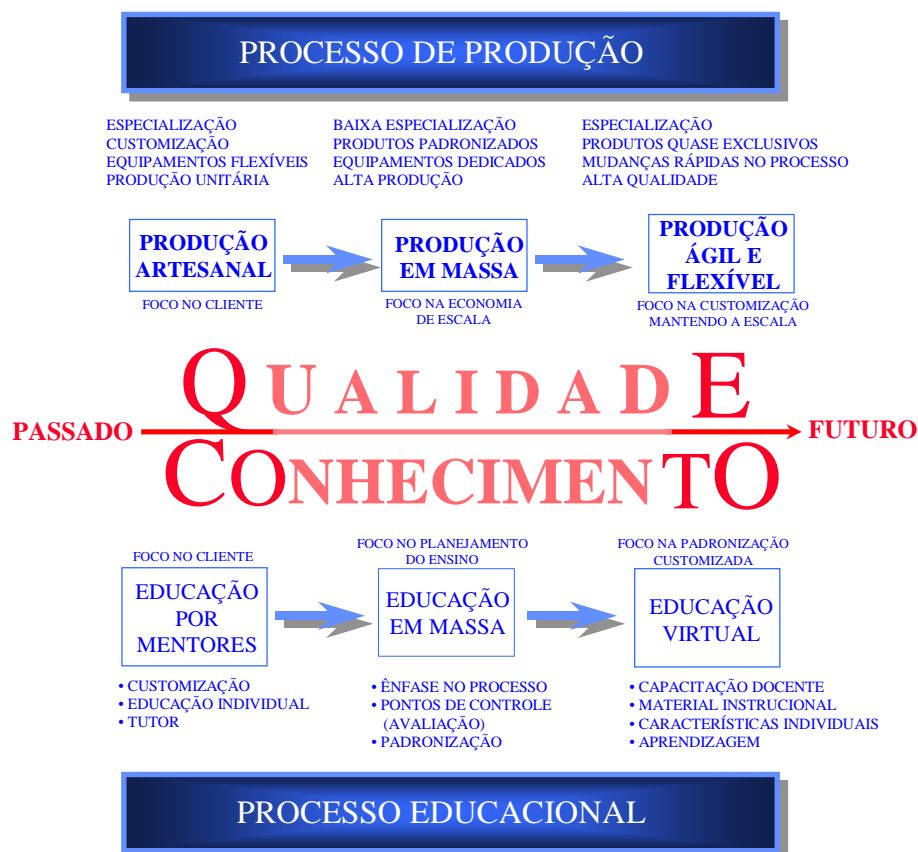 PROCESSO DE PRODUÇÃO
ESPECIALIZAÇÃO
CUSTOMIZAÇÃO
EQUIPAMENTOS FLEXÍVEIS
PRODUÇÃO UNITÁRIA
BAIXA ESPECIALIZAÇÃO
PRODUTOS PADRONIZADOS
EQUIPAMENTOS DEDICADOS
ALTA PRODUÇÃO
ESPECIALIZAÇÃO
PRODUTOS QUASE EXCLUSIVOS
MUDANÇAS RÁPIDAS NO PROCESSO
ALTA QUALIDADE
PRODUÇÃO
ARTESANAL
FOCO NO CLIENTE
PRODUÇÃO
EM MASSA
FOCO NA ECONOMIA
DE ESCALA
PRODUÇÃO
ÁGIL E
FLEXÍVEL
FOCO NA CUSTOMIZAÇÃO
MANTENDO A ESCALA
QUALIDADE
PASSADO
FUTURO
CONHECIMENTO
FOCO NO CLIENTE
EDUCAÇÃO
POR
MENTORES
• CUSTOMIZAÇÃO
• EDUCAÇÃO INDIVIDUAL
• TUTOR
FOCO NO PLANEJAMENTO
DO ENSINO
EDUCAÇÃO
EM MASSA
• ÊNFASE NO PROCESSO
• PONTOS DE CONTROLE
(AVALIAÇÃO)
• PADRONIZAÇÃO
FOCO NA PADRONIZAÇÃO
CUSTOMIZADA
EDUCAÇÃO
VIRTUAL
• CAPACITAÇÃO DOCENTE
• MATERIAL INSTRUCIONAL
• CARACTERÍSTICAS INDIVIDUAIS
• APRENDIZAGEM
PROCESSO EDUCACIONAL